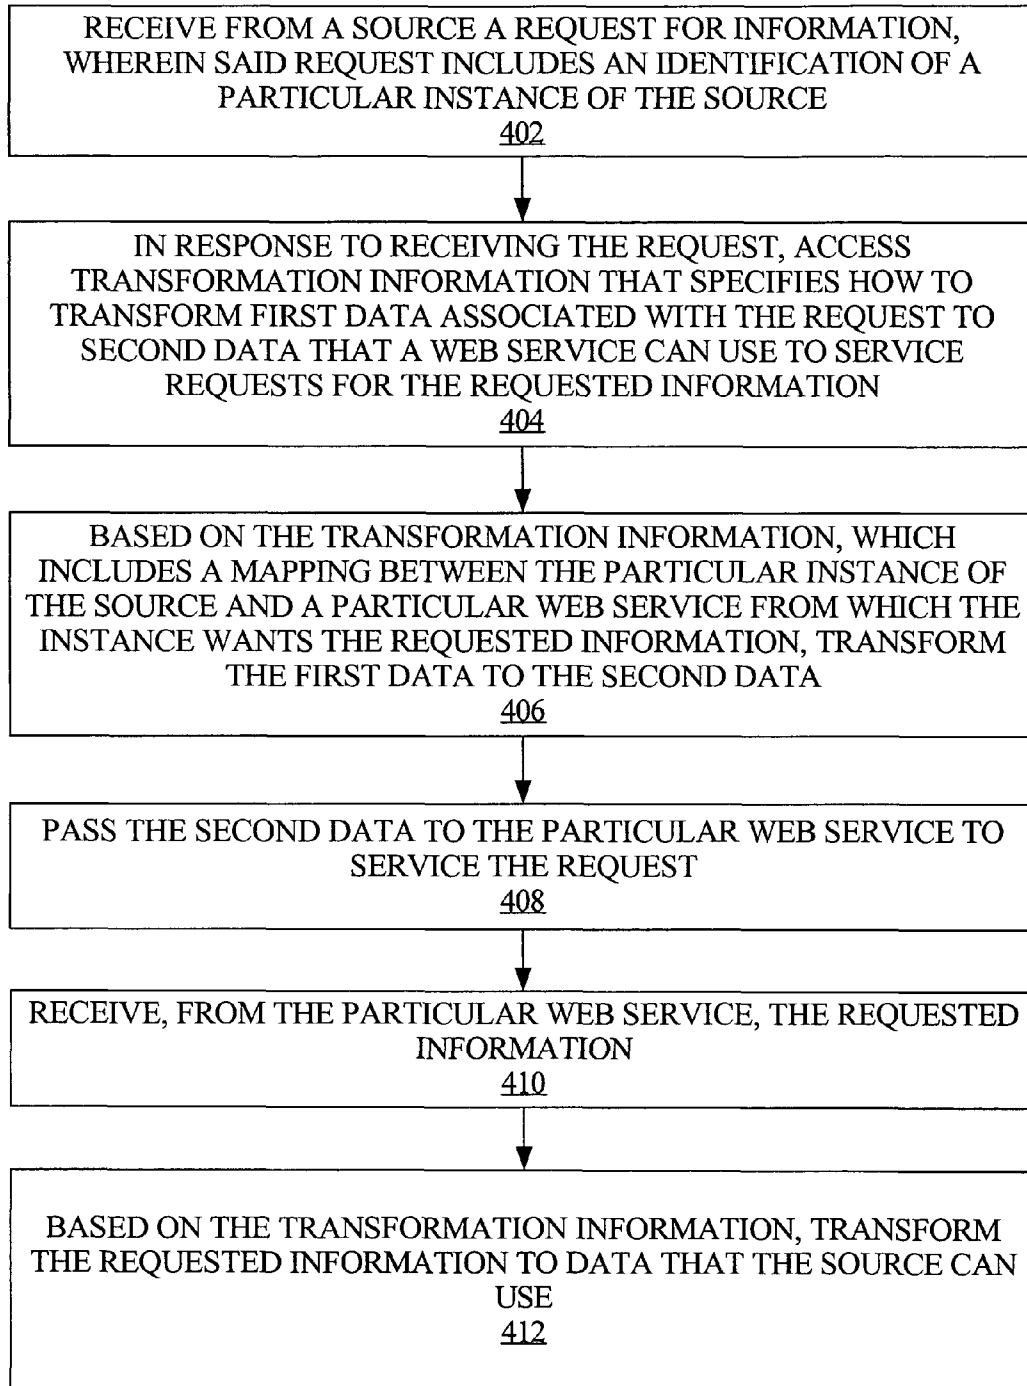 RECEIVE FROM A SOURCE A REQUEST FOR INFORMATION,
WHEREIN SAID REQUEST INCLUDES AN IDENTIFICATION OF A
PARTICULAR INSTANCE OF THE SOURCE
402
IN RESPONSE TO RECEIVING THE REQUEST, ACCESS
TRANSFORMATION INFORMATION THAT SPECIFIES HOW TO
TRANSFORM FIRST DATA ASSOCIATED WITH THE REQUEST TO
SECOND DATA THAT A WEB SERVICE CAN USE TO SERVICE
REQUESTS FOR THE REQUESTED INFORMATION
404
BASED ON THE TRANSFORMATION INFORMATION, WHICH
INCLUDES A MAPPING BETWEEN THE PARTICULAR INSTANCE OF
THE SOURCE AND A PARTICULAR WEB SERVICE FROM WHICH THE
INSTANCE WANTS THE REQUESTED INFORMATION, TRANSFORM
THE FIRST DATA TO THE SECOND DATA
406
PASS THE SECOND DATA TO THE PARTICULAR WEB SERVICE TO
SERVICE THE REQUEST
408
RECEIVE, FROM THE PARTICULAR WEB SERVICE, THE REQUESTED
INFORMATION
410
BASED ON THE TRANSFORMATION INFORMATION, TRANSFORM
THE REQUESTED INFORMATION TO DATA THAT THE SOURCE CAN
USE
412